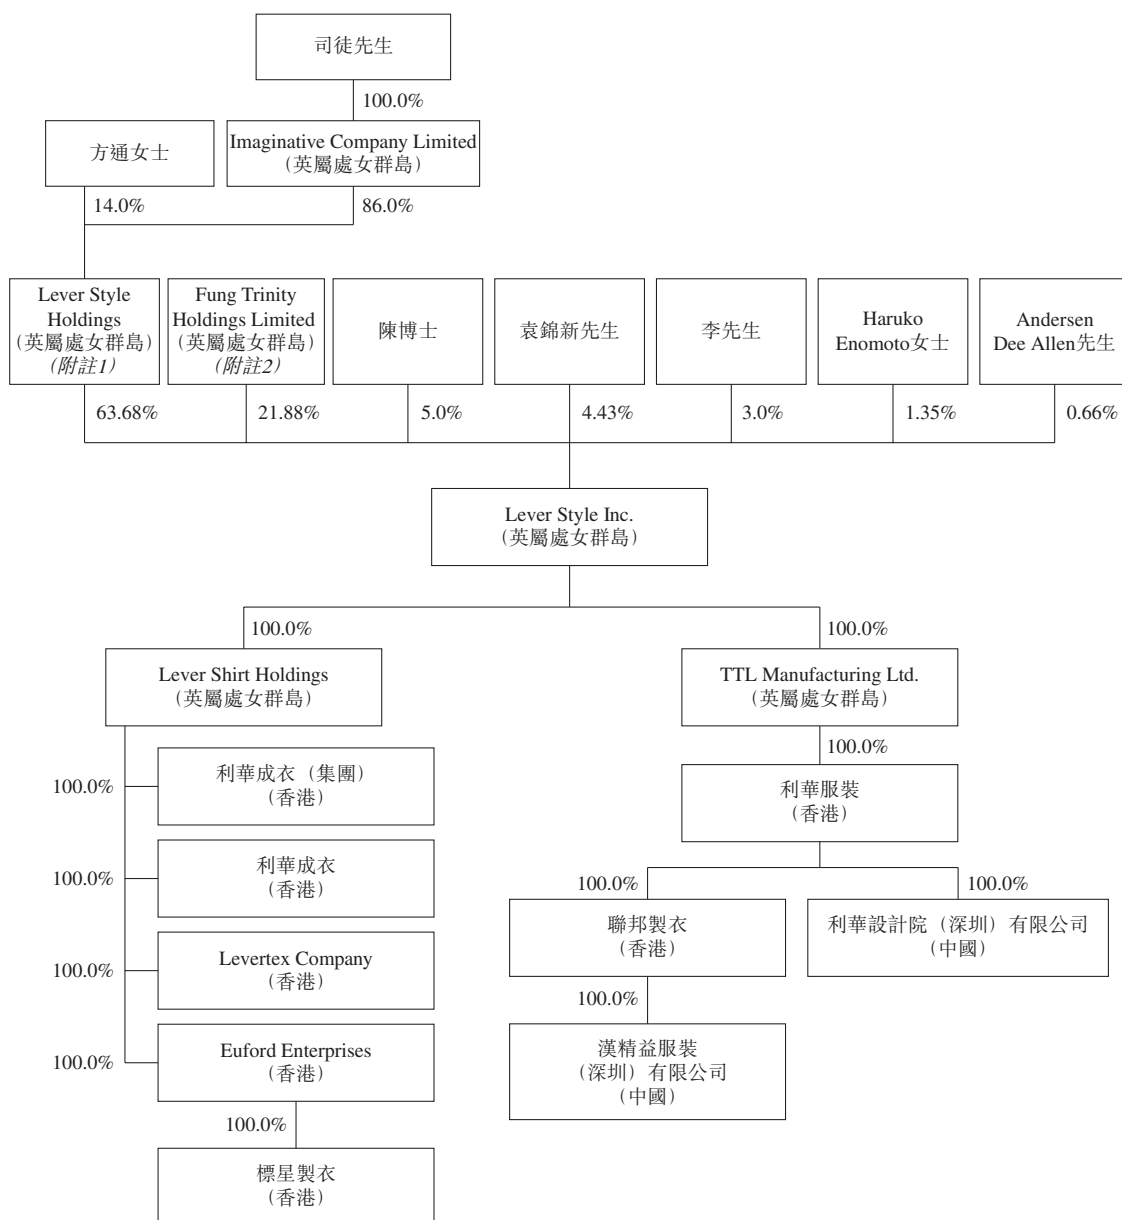 司徒先生
100.0%
方通女士
Imaginative Company Limited
（英屬處女群島）
14.0%
86.0%
Lever Style
Holdings
（英屬處女群島）
（附註1）
Fung Trinity
Holdings Limited
（英屬處女群島）
（附註2）
陳博士
袁錦新先生
李先生
Haruko
Enomoto女士
Andersen
Dee Allen先生
63.68%
21.88%
5.0%
4.43%
3.0%
1.35%
0.66%
Lever Style Inc.
（英屬處女群島）
100.0%
100.0%
Lever Shirt Holdings
（英屬處女群島）
TTL Manufacturing Ltd.
（英屬處女群島）
100.0%
100.0%
利華成衣（集團）
（香港）
利華服裝
（香港）
100.0%
利華成衣
（香港）
100.0%
100.0%
聯邦製衣
（香港）
利華設計院（深圳）有限公司
（中國）
100.0%
Levertex Company
（香港）
100.0%
100.0%
Euford Enterprises
（香港）
漢精益服裝
（深圳）有限公司
（中國）
100.0%
標星製衣
（香港）